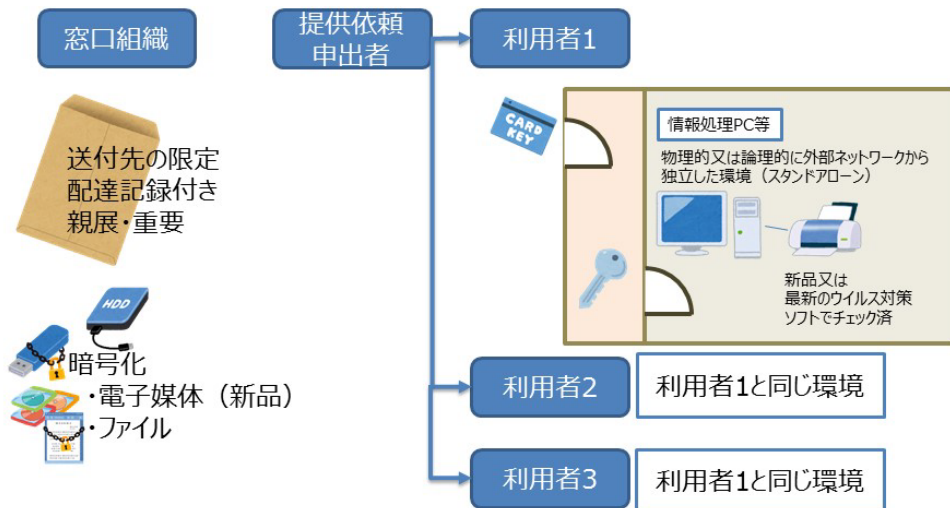 窓口組織
提供依頼
申出者
利用者1
送付先の限定
配達記録付き
親展・重要
HDD
暗号化
・電子媒体（新品）
・ファイル
CARD
KEY
情報処理PC等
物理的又は論理的に外部ネットワークから
独立した環境（スタンドアローン）
新品又は
最新のウイルス対策
ソフトでチェック済
利用者2
利用者1と同じ環境
利用者3
利用者1と同じ環境